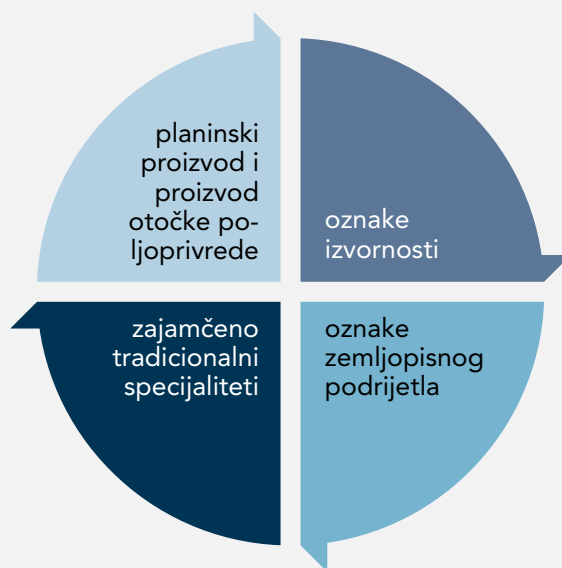 planinski
proizvod i
proizvod
otočke po-
ljoprivrede
oznake
izvornosti
zajamčeno
tradicionalni
specijaliteti
oznake
zemljopisnog
podrijetla